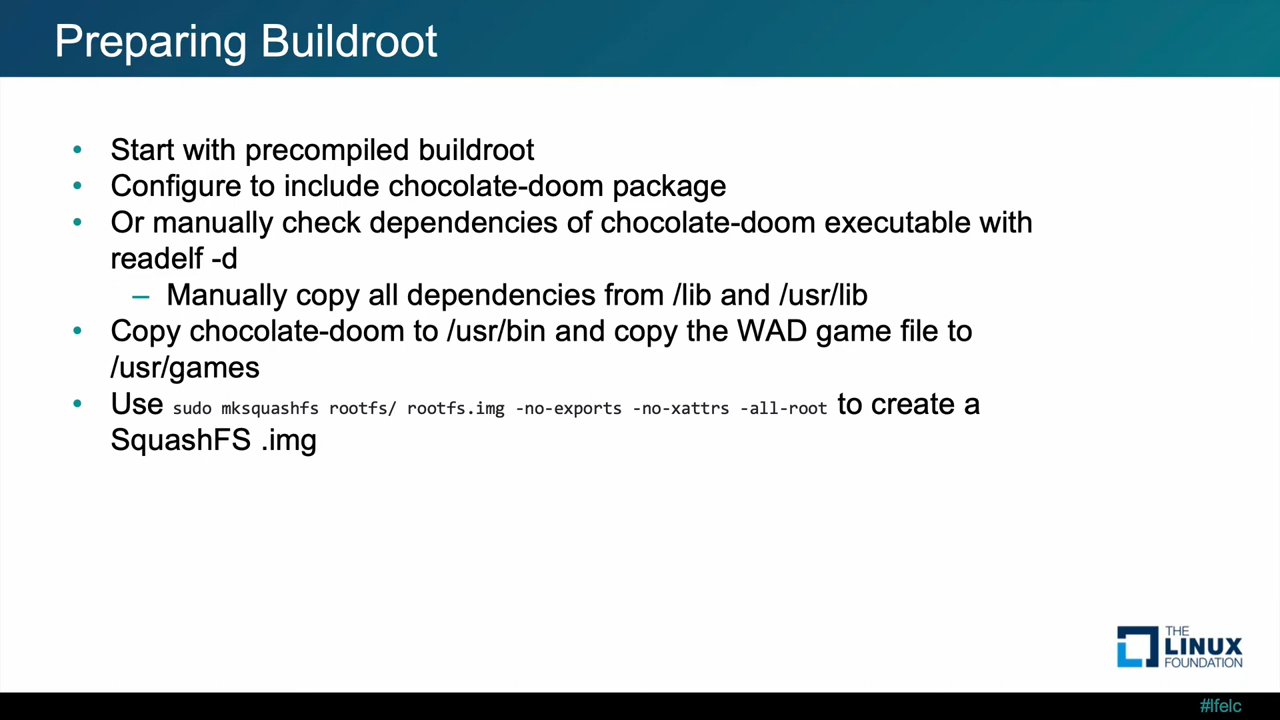 Preparing Buildroot
• Start with precompiled buildroot
• Configure to include chocolate-doom package
• Or manually check dependencies of chocolate-doom executable with
readelf -d
– Manually copy all dependencies from /lib and /usr/lib
• Copy chocolate-doom to /usr/bin and copy the WAD game file to
/usr/games
• Use sudo mksquashfs rootfs/ rootfs.img -no-exports -no-xattrs -all-root to create a
SquashFS .img
THE
LINUX
FOUNDATION
#lfelc